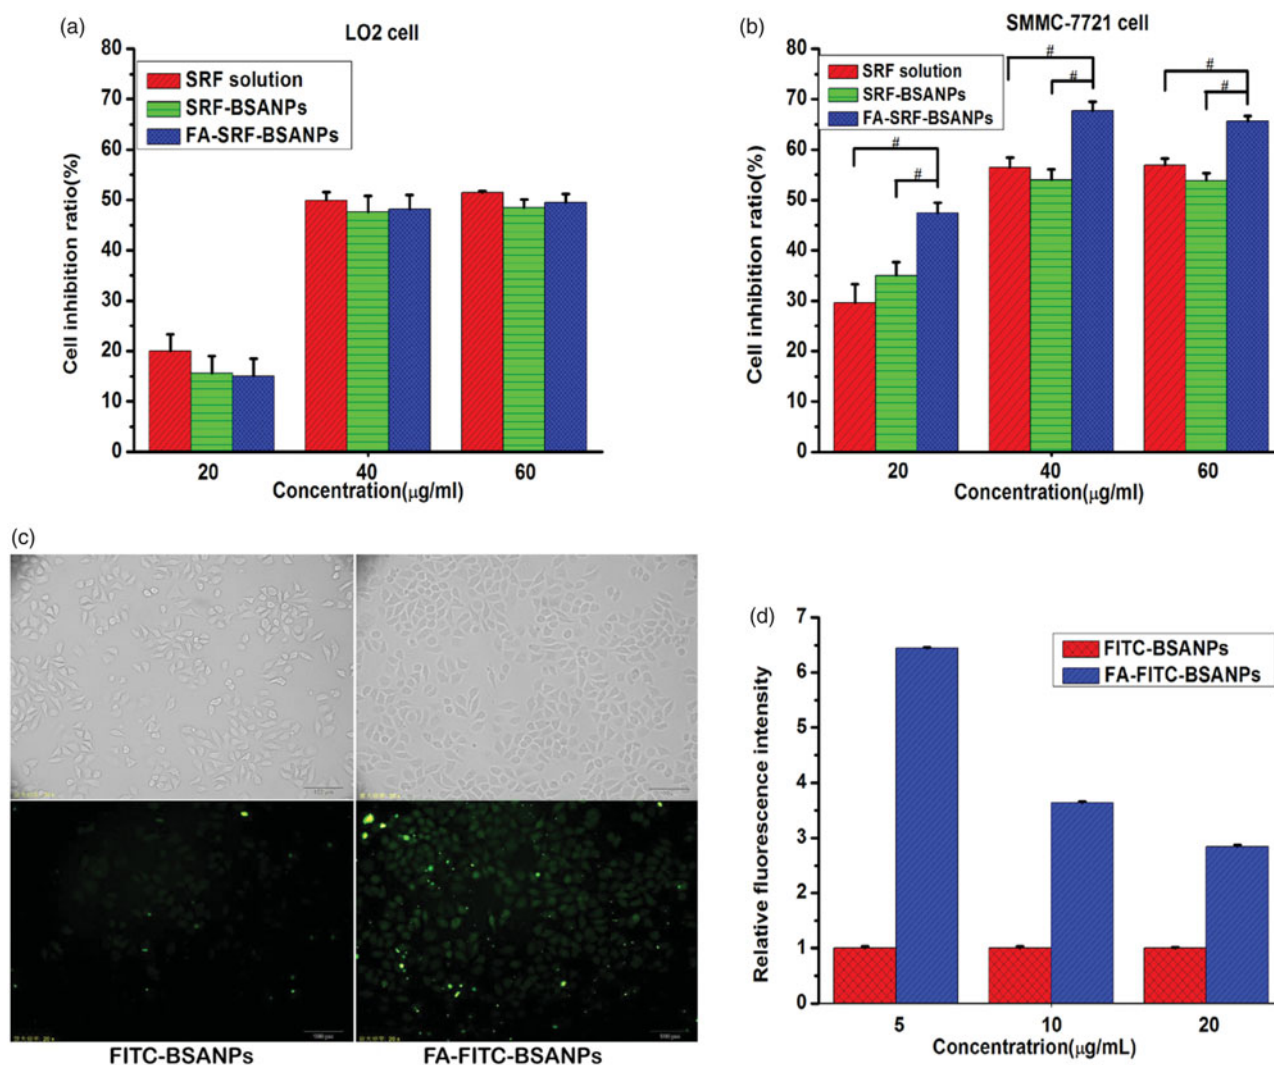 (a)
LO2 cell
80
70
60
50
40
30
20
10
0
Cell inhibition ratio(%)
SRF solution
SRF-BSANPs
FA-SRF-BSANPs
20 40 60
Concentration(μg/ml)
(b)
SMMC-7721 cell
80
70
60
50
40
30
20
10
0
Cell inhibition ratio(%)
SRF solution
SRF-BSANPs
FA-SRF-BSANPs
# #
# #
#
#
20 40 60
Concentration(μg/ml)
(c)
FITC-BSANPs FA-FITC-BSANPs
(d)
7
6
5
4
3
2
1
0
Relative fluorescence intensity
FITC-BSANPs
FA-FITC-BSANPs
5 10 20
Concentratrion(μg/mL)